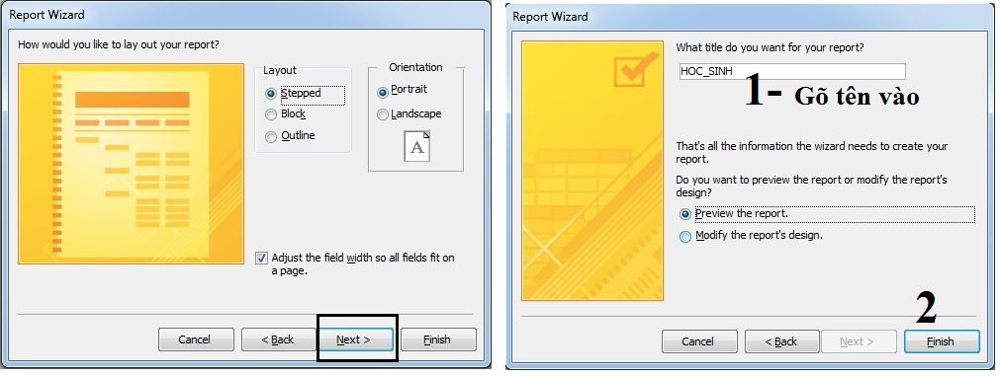 Report Wizard
How would you like to lay out your report?
Layout
Stepped
Block
Outline
Orientation
Portrait
Landscape
A
Adjust the field width so all fields fit on
a page.
Cancel
< Back
Next >
Finish
Report Wizard
What title do you want for your report?
HOC_SINH
1- Gõ tên vào
That's all the information the wizard needs to create your
report.
Do you want to preview the report or modify the report's
design?
Preview the report.
Modify the report's design.
2
Cancel
< Back
Next >
Finish